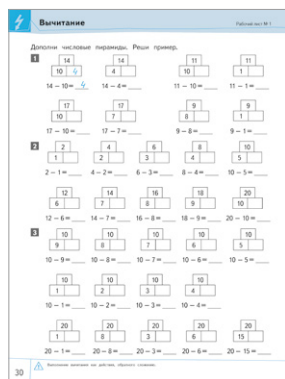 Вычитание
Рабочий лист № 1
Дополни числовые пирамиды. Реши пример.
1
14 14 11 11
10 4 4 10 1
14 − 10 = 4 14 − 4 = ___ 11 − 10 = ___ 11 − 1 = ___
17 17 9 9
10 7 8 1
17 − 10 = ___ 17 − 7 = ___ 9 − 8 = ___ 9 − 1 = ___
2
2 4 6 8 10
1 2 3 4 5
2 − 1 = ___ 4 − 2 = ___ 6 − 3 = ___ 8 − 4 = ___ 10 − 5 = ___
12 14 16 18 20
6 7 8 9 10
12 − 6 = ___ 14 − 7 = ___ 16 − 8 = ___ 18 − 9 = ___ 20 − 10 = ___
3
10 10 10 10 10
9 8 7 6 5
10 − 9 = ___ 10 − 8 = ___ 10 − 7 = ___ 10 − 6 = ___ 10 − 5 = ___
10 10 10 10
1 2 3 4
10 − 1 = ___ 10 − 2 = ___ 10 − 3 = ___ 10 − 4 = ___
20 20 20 20 20
1 8 3 6 15
20 − 1 = ___ 20 − 8 = ___ 20 − 3 = ___ 20 − 6 = ___ 20 − 15 = ___
30
Выполнение вычитания как действия, обратного сложению.